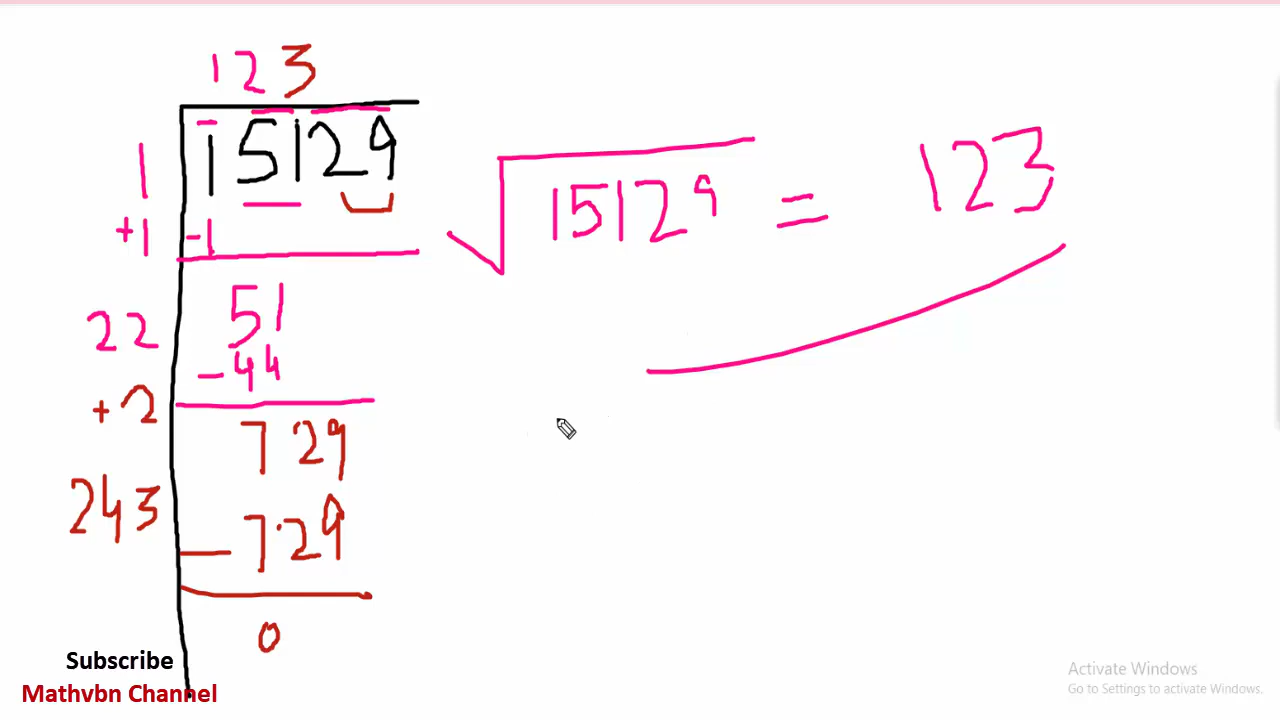 123
1 15129
+1 -1
22 51
-44
+2
729
243
-729
0
√15129 = 123
Subscribe
Mathvbn Channel
Activate Windows
Go to Settings to activate Windows.